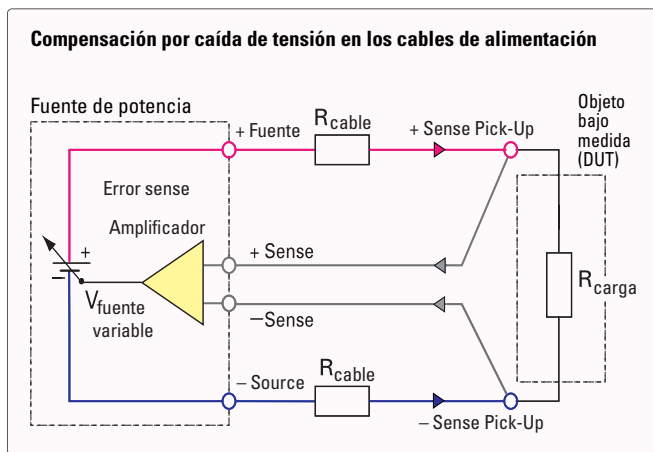 Compensación por caída de tensión en los cables de alimentación
Fuente de potencia
+ Fuente
Rcable
+ Sense Pick-Up
Objeto
bajo
medida
(DUT)
Error sense
Amplificador
+ Sense
+
−
Vfuente
variable
Rcarga
−Sense
− Source
Rcable
− Sense Pick-Up